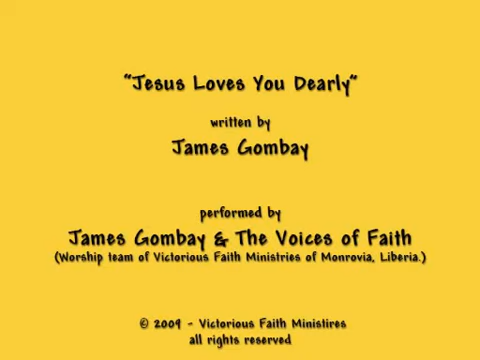 "Jesus Loves You Dearly"
written by
James Gombay
performed by
James Gombay & The Voices of Faith
(Worship team of Victorious Faith Ministries of Monrovia, Liberia.)
© 2009 - Victorious Faith Ministires
all rights reserved